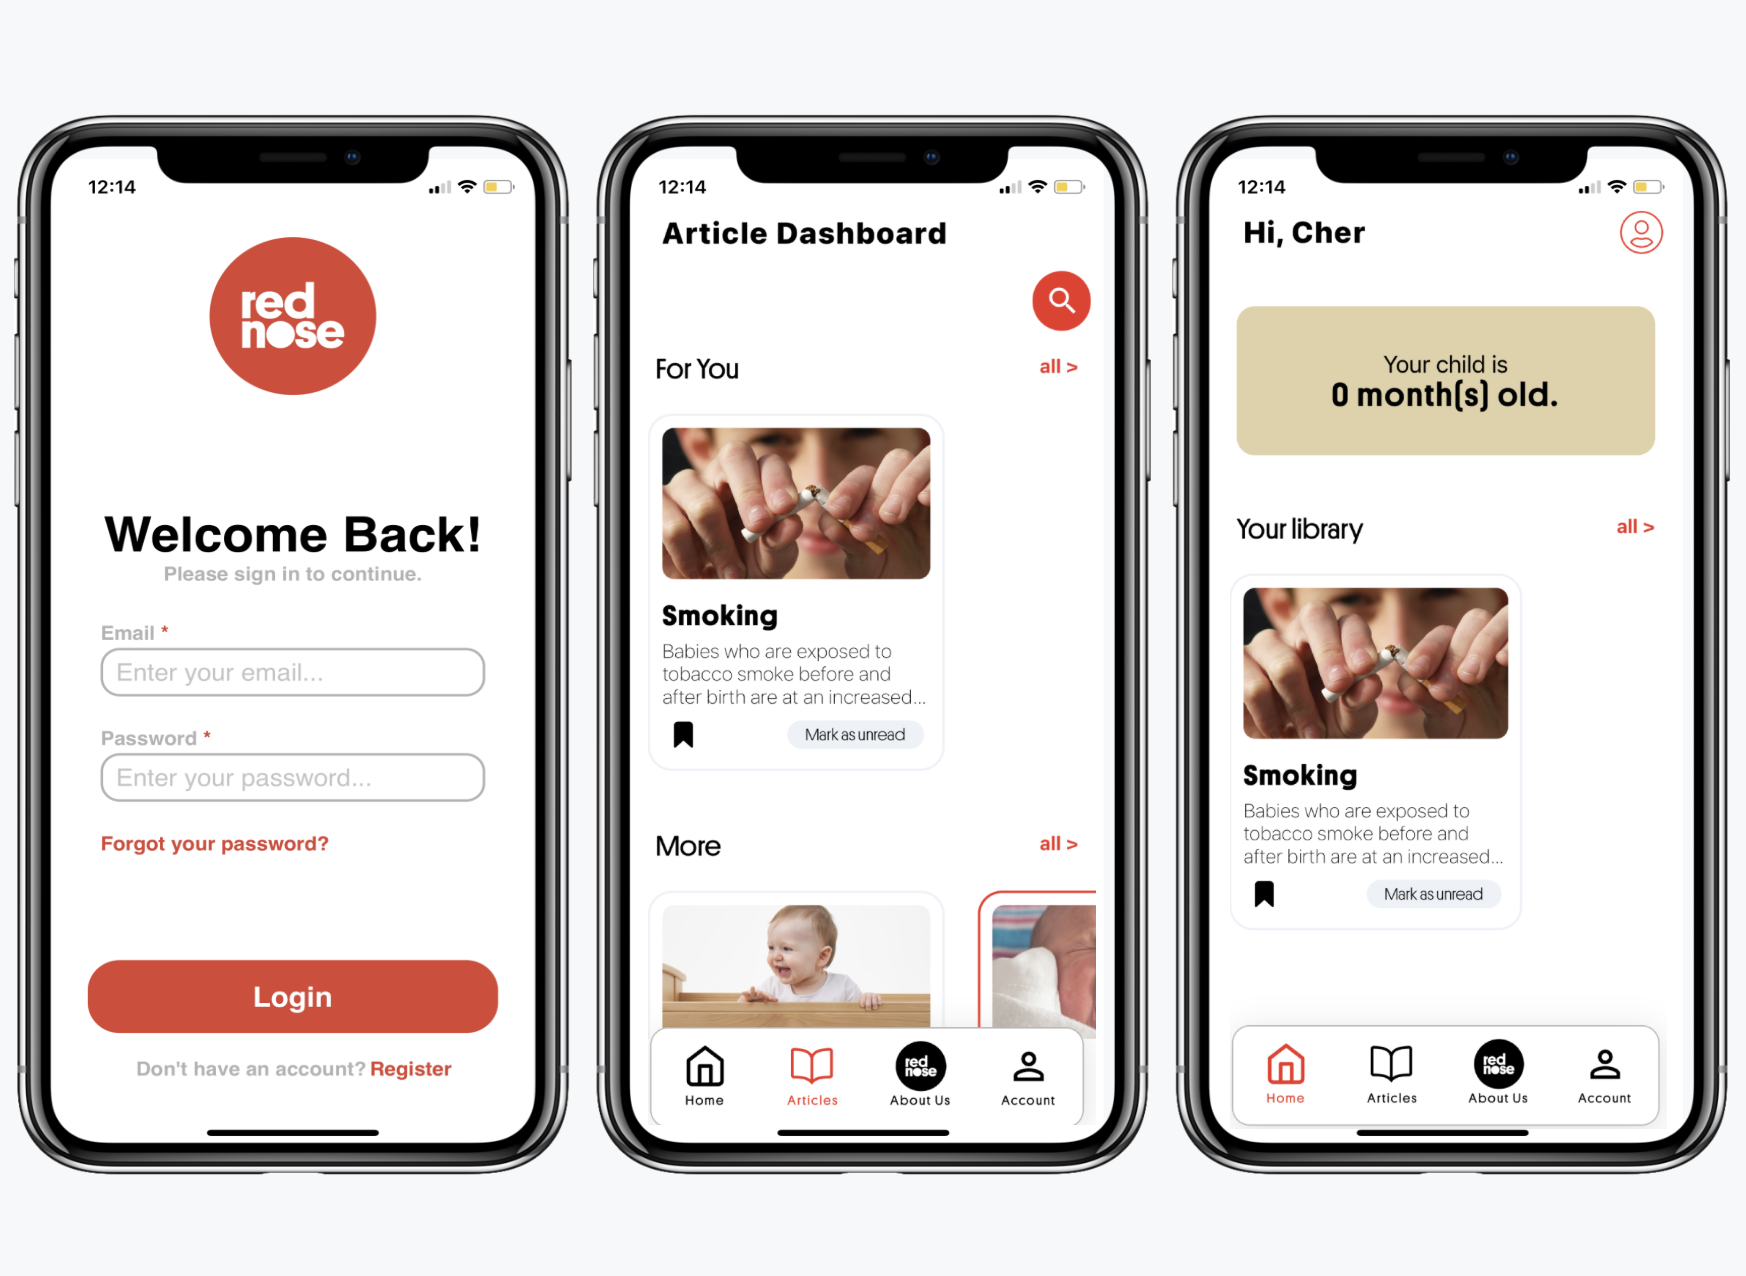 12:14
red
nose
Welcome Back!
Please sign in to continue.
Email *
Enter your email...
Password *
Enter your password...
Forgot your password?
Login
Don't have an account? Register
12:14
Article Dashboard
For You
all >
Smoking
Babies who are exposed to
tobacco smoke before and
after birth are at an increased...
Mark as unread
More
all >
red
nose
Home
Articles
About Us
Account
12:14
Hi, Cher
Your child is
0 month(s) old.
Your library
all >
Smoking
Babies who are exposed to
tobacco smoke before and
after birth are at an increased...
Mark as unread
red
nose
Home
Articles
About Us
Account